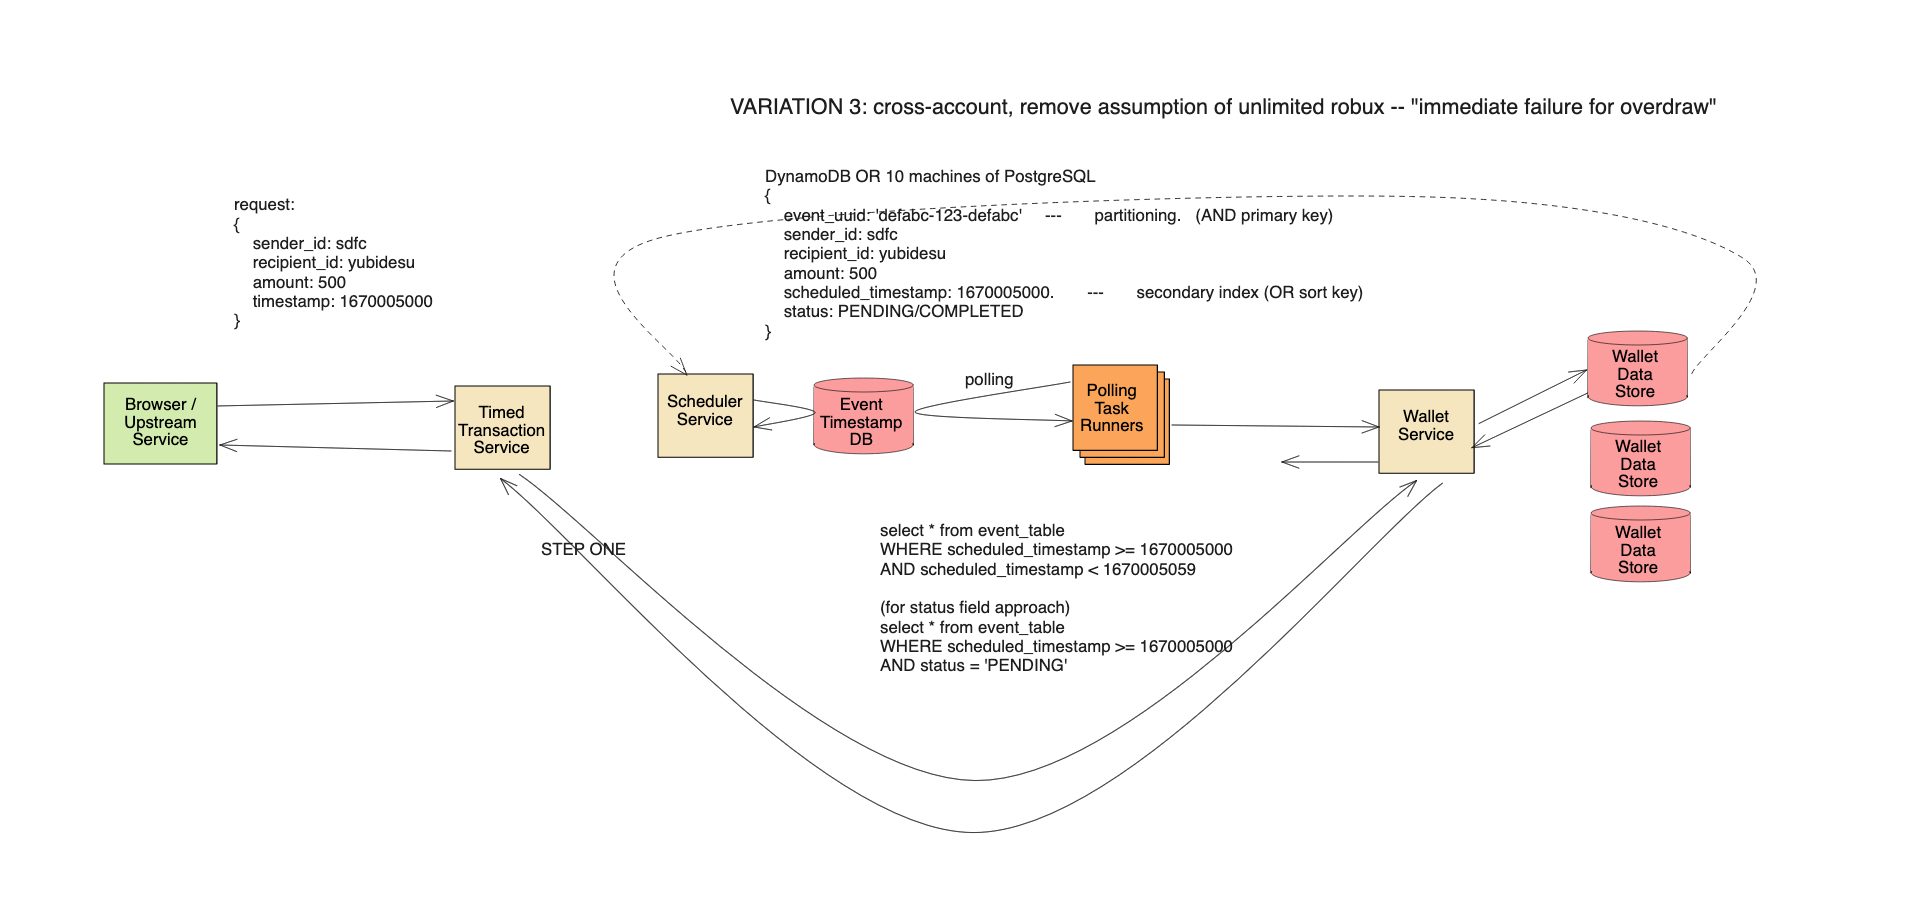 VARIATION 3: cross-account, remove assumption of unlimited robux -- "immediate failure for overdraw"
request:
{
sender_id: sdfc
recipient_id: yubidesu
amount: 500
timestamp: 1670005000
}
DynamoDB OR 10 machines of PostgreSQL
{
event_uuid: 'defabc-123-defabc' --- partitioning. (AND primary key)
sender_id: sdfc
recipient_id: yubidesu
amount: 500
scheduled_timestamp: 1670005000. --- secondary index (OR sort key)
status: PENDING/COMPLETED
}
Browser /
Upstream
Service
Timed
Transaction
Service
Scheduler
Service
Event
Timestamp
DB
polling
Polling
Task
Runners
Wallet
Service
Wallet
Data
Store
Wallet
Data
Store
Wallet
Data
Store
STEP ONE
select * from event_table
WHERE scheduled_timestamp >= 1670005000
AND scheduled_timestamp < 1670005059
(for status field approach)
select * from event_table
WHERE scheduled_timestamp >= 1670005000
AND status = 'PENDING'